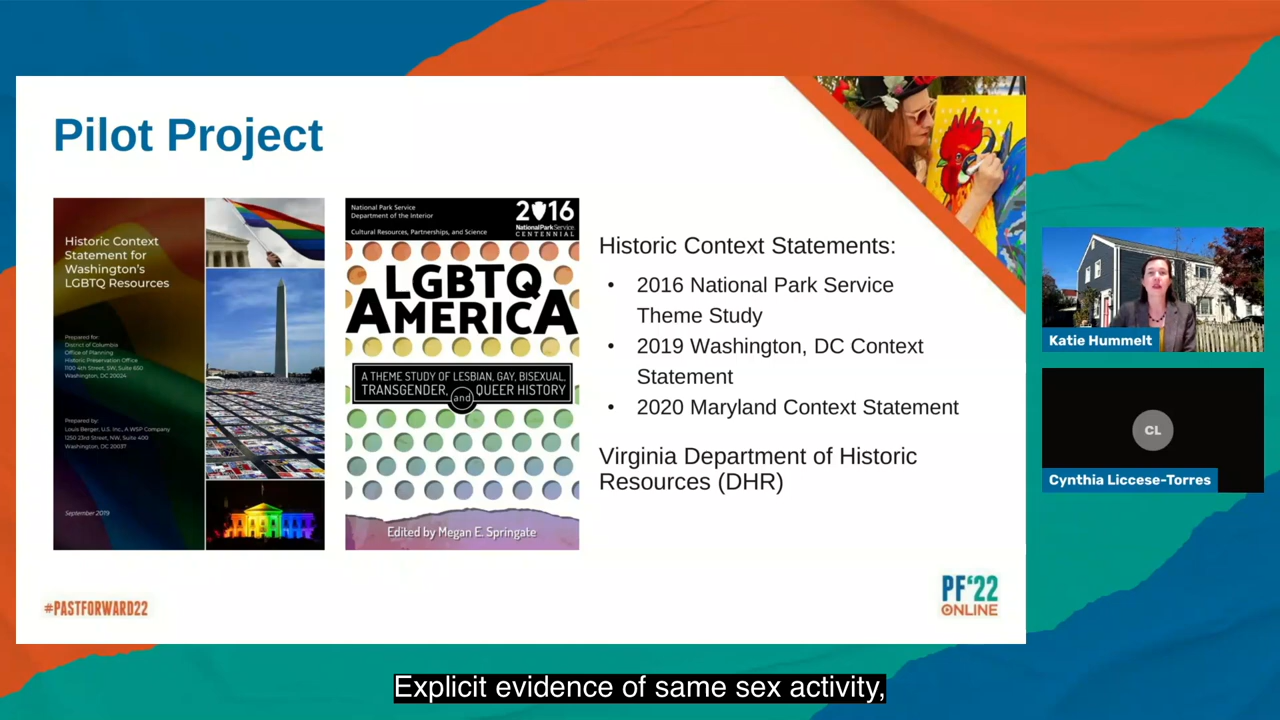 Pilot Project
Historic Context
Statement for
Washington's
LGBTQ Resources
Prepared for:
District of Columbia
Office of Planning
Historic Preservation Office
1100 4th Street, SW, Suite 650
Washington, DC 20024
Prepared by:
Louis Berger, U.S. Inc., A WSP Company
1250 23rd Street, NW, Suite 400
Washington, DC 20037
September 2019
National Park Service
Department of the Interior
Cultural Resources, Partnerships, and Science
2016
National Park Service
CENTENNIAL
LGBTQ
AMERICA
A THEME STUDY OF LESBIAN, GAY, BISEXUAL,
TRANSGENDER, and QUEER HISTORY
Edited by Megan E. Springate
Historic Context Statements:
• 2016 National Park Service
Theme Study
• 2019 Washington, DC Context
Statement
• 2020 Maryland Context Statement
Virginia Department of Historic
Resources (DHR)
#PASTFORWARD22
PF'22
ONLINE
Katie Hummelt
CL
Cynthia Liccese-Torres
Explicit evidence of same sex activity,